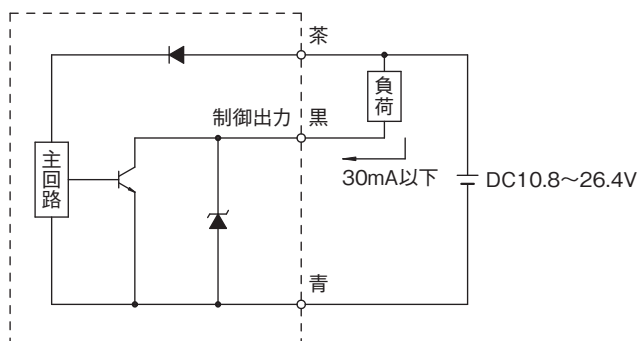 茶
負荷
制御出力
黒
主回路
30mA以下
DC10.8～26.4V
青